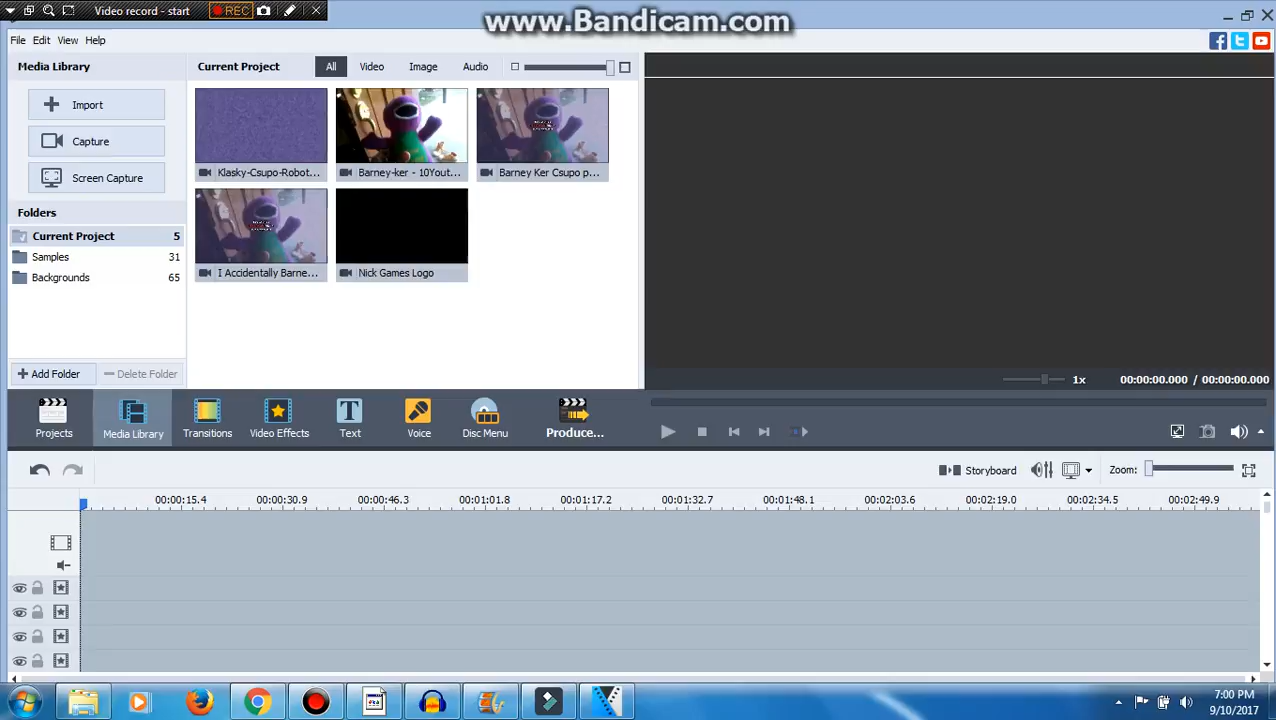 Video record - start
REC
www.Bandicam.com
File Edit View Help
Media Library
Current Project All Video Image Audio
Import
Capture
Screen Capture
Klasky-Csupo-Robot...
Barney-ker - 10Yout...
Barney Ker Csupo p...
Folders
Current Project 5
Samples 31
Backgrounds 65
I Accidentally Barne...
Nick Games Logo
Add Folder
Delete Folder
1x 00:00:00.000 / 00:00:00.000
Projects
Media Library
Transitions
Video Effects
Text
Voice
Disc Menu
Produce...
Storyboard
Zoom:
00:00:15.4 00:00:30.9 00:00:46.3 00:01:01.8 00:01:17.2 00:01:32.7 00:01:48.1 00:02:03.6 00:02:19.0 00:02:34.5 00:02:49.9
7:00 PM
9/10/2017